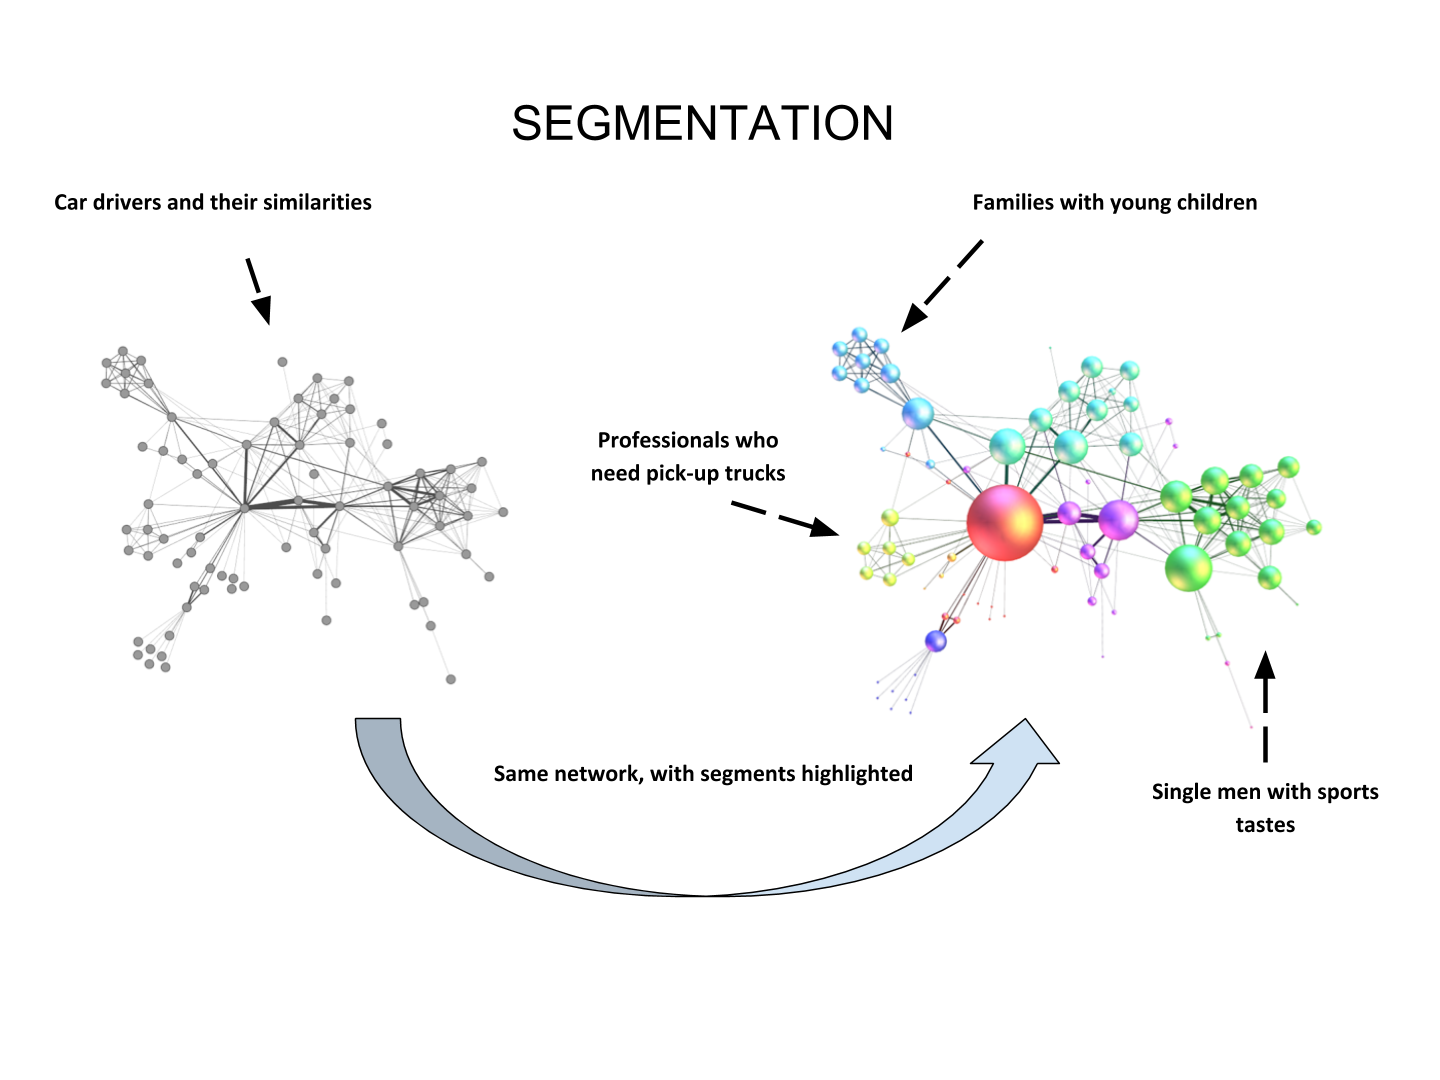 SEGMENTATION
Car drivers and their similarities
Families with young children
Professionals who
need pick-up trucks
Same network, with segments highlighted
Single men with sports
tastes